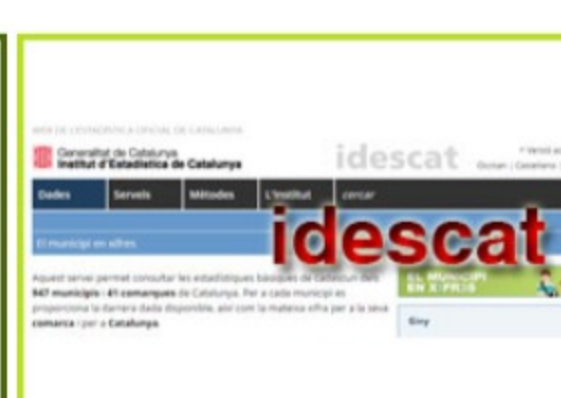 WEB DE L'ESTADÍSTICA OFICIAL DE CATALUNYA
Generalitat de Catalunya
Institut d'Estadística de Catalunya
idescat
Occitan | Castellano |
Dades Serveis Mètodes L'Institut cercar
idescat
El municipi en xifres
Aquest servei permet consultar les estadístiques bàsiques de cadascun dels
947 municipis i 41 comarques de Catalunya. Per a cada municipi es
proporciona la darrera dada disponible, així com la mateixa xifra per a la seva
comarca i per a Catalunya.
EL MUNICIPI
EN XIFRES